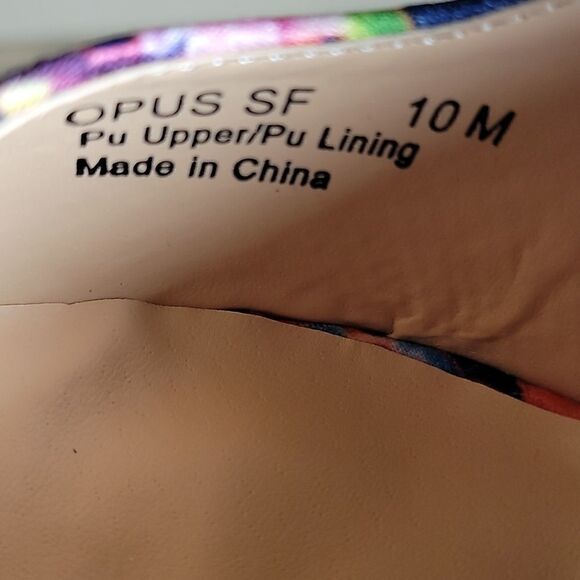 OPUS SF 10 M
Pu Upper/Pu Lining
Made in China